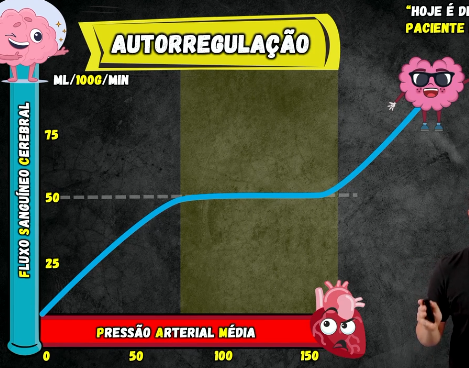 "HOJE É
PACIENTE
AUTORREGULAÇÃO
ML/100G/MIN
FLUXO SANGUÍNEO CEREBRAL
75
50
25
PRESSÃO ARTERIAL MÉDIA
0 50 100 150